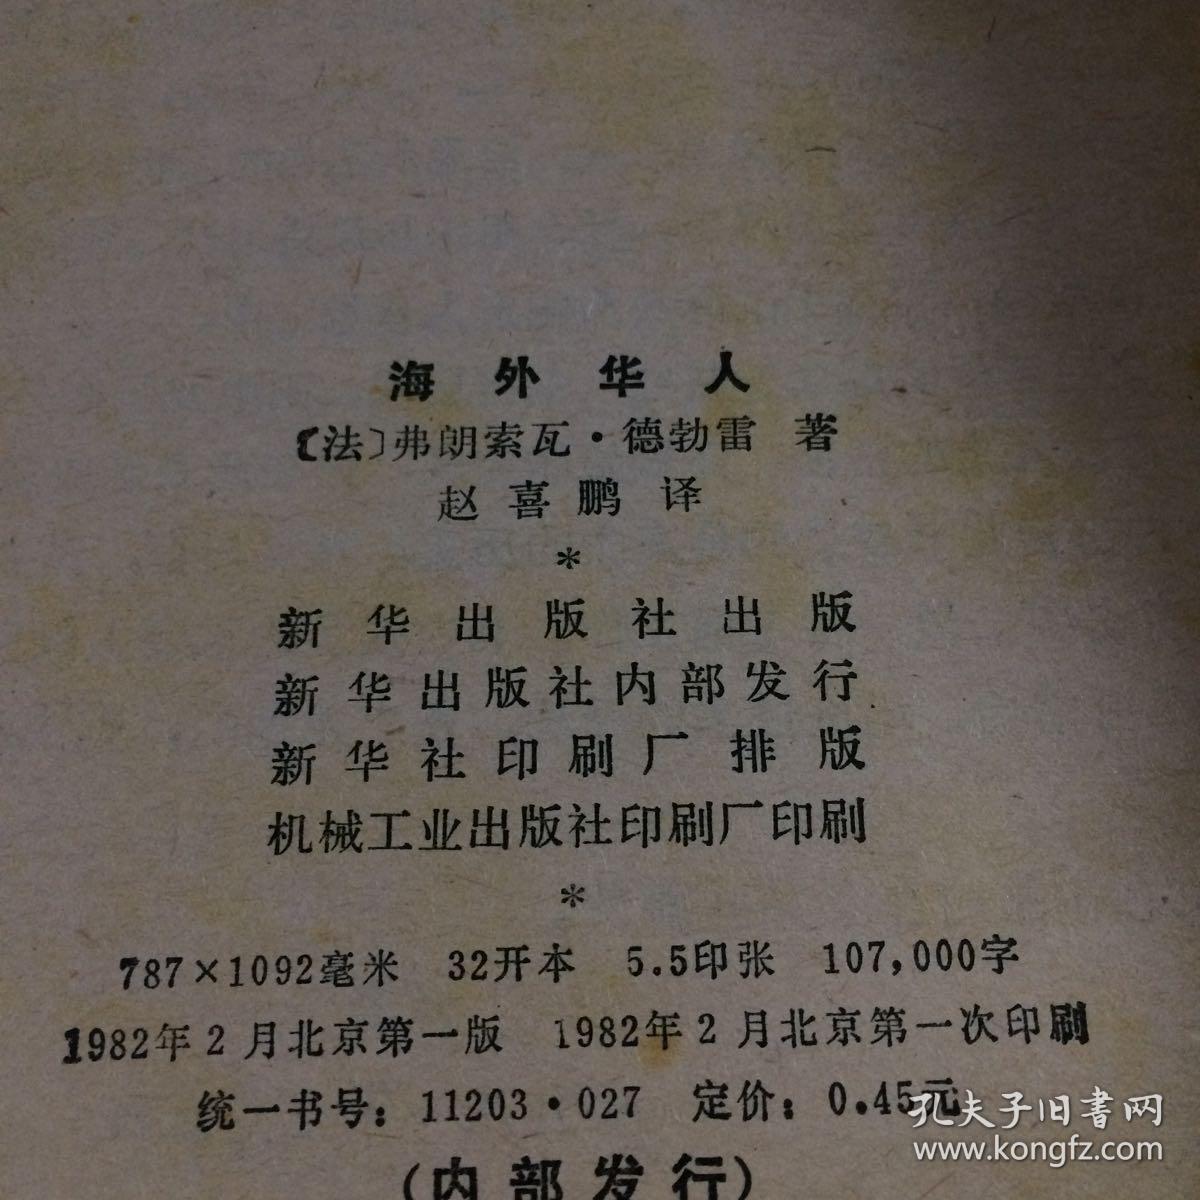 海外华人
〔法〕弗朗索瓦·德勃雷 著
赵喜鹏 译
*
新华出版社出版
新华出版社内部发行
新华社印刷厂排版
机械工业出版社印刷厂印刷
*
787×1092毫米 32开本 5.5印张 107,000字
1982年2月北京第一版 1982年2月北京第一次印刷
统一书号：11203·027 定价：0.45元
(内部发行)
孔夫子旧書网
www.kongfz.com